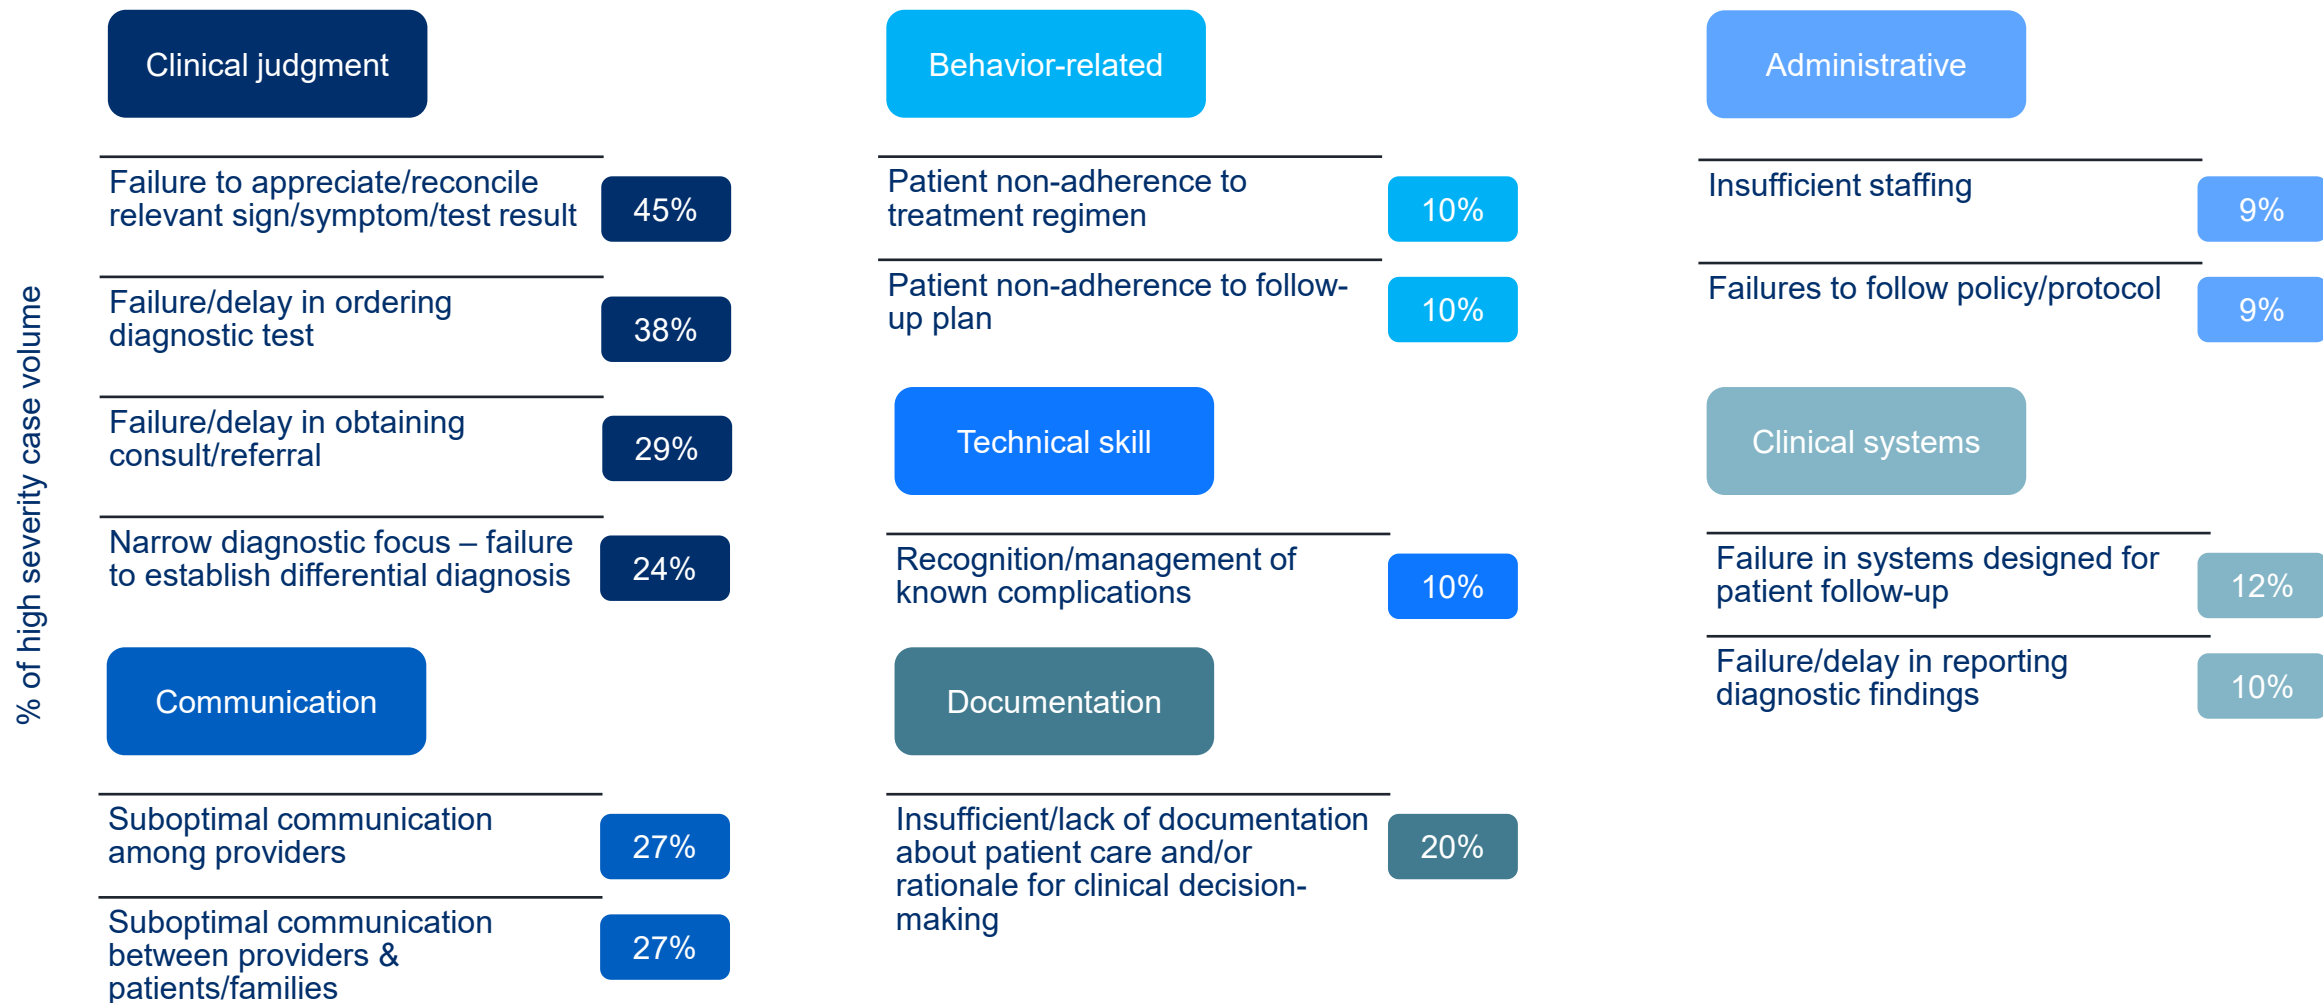 % of high severity case volume
Clinical judgment
Failure to appreciate/reconcile
relevant sign/symptom/test result
45%
Failure/delay in ordering
diagnostic test
38%
Failure/delay in obtaining
consult/referral
29%
Narrow diagnostic focus – failure
to establish differential diagnosis
24%
Communication
Suboptimal communication
among providers
27%
Suboptimal communication
between providers &
patients/families
27%
Behavior-related
Patient non-adherence to
treatment regimen
10%
Patient non-adherence to follow-
up plan
10%
Technical skill
Recognition/management of
known complications
10%
Documentation
Insufficient/lack of documentation
about patient care and/or
rationale for clinical decision-
making
20%
Administrative
Insufficient staffing
9%
Failures to follow policy/protocol
9%
Clinical systems
Failure in systems designed for
patient follow-up
12%
Failure/delay in reporting
diagnostic findings
10%